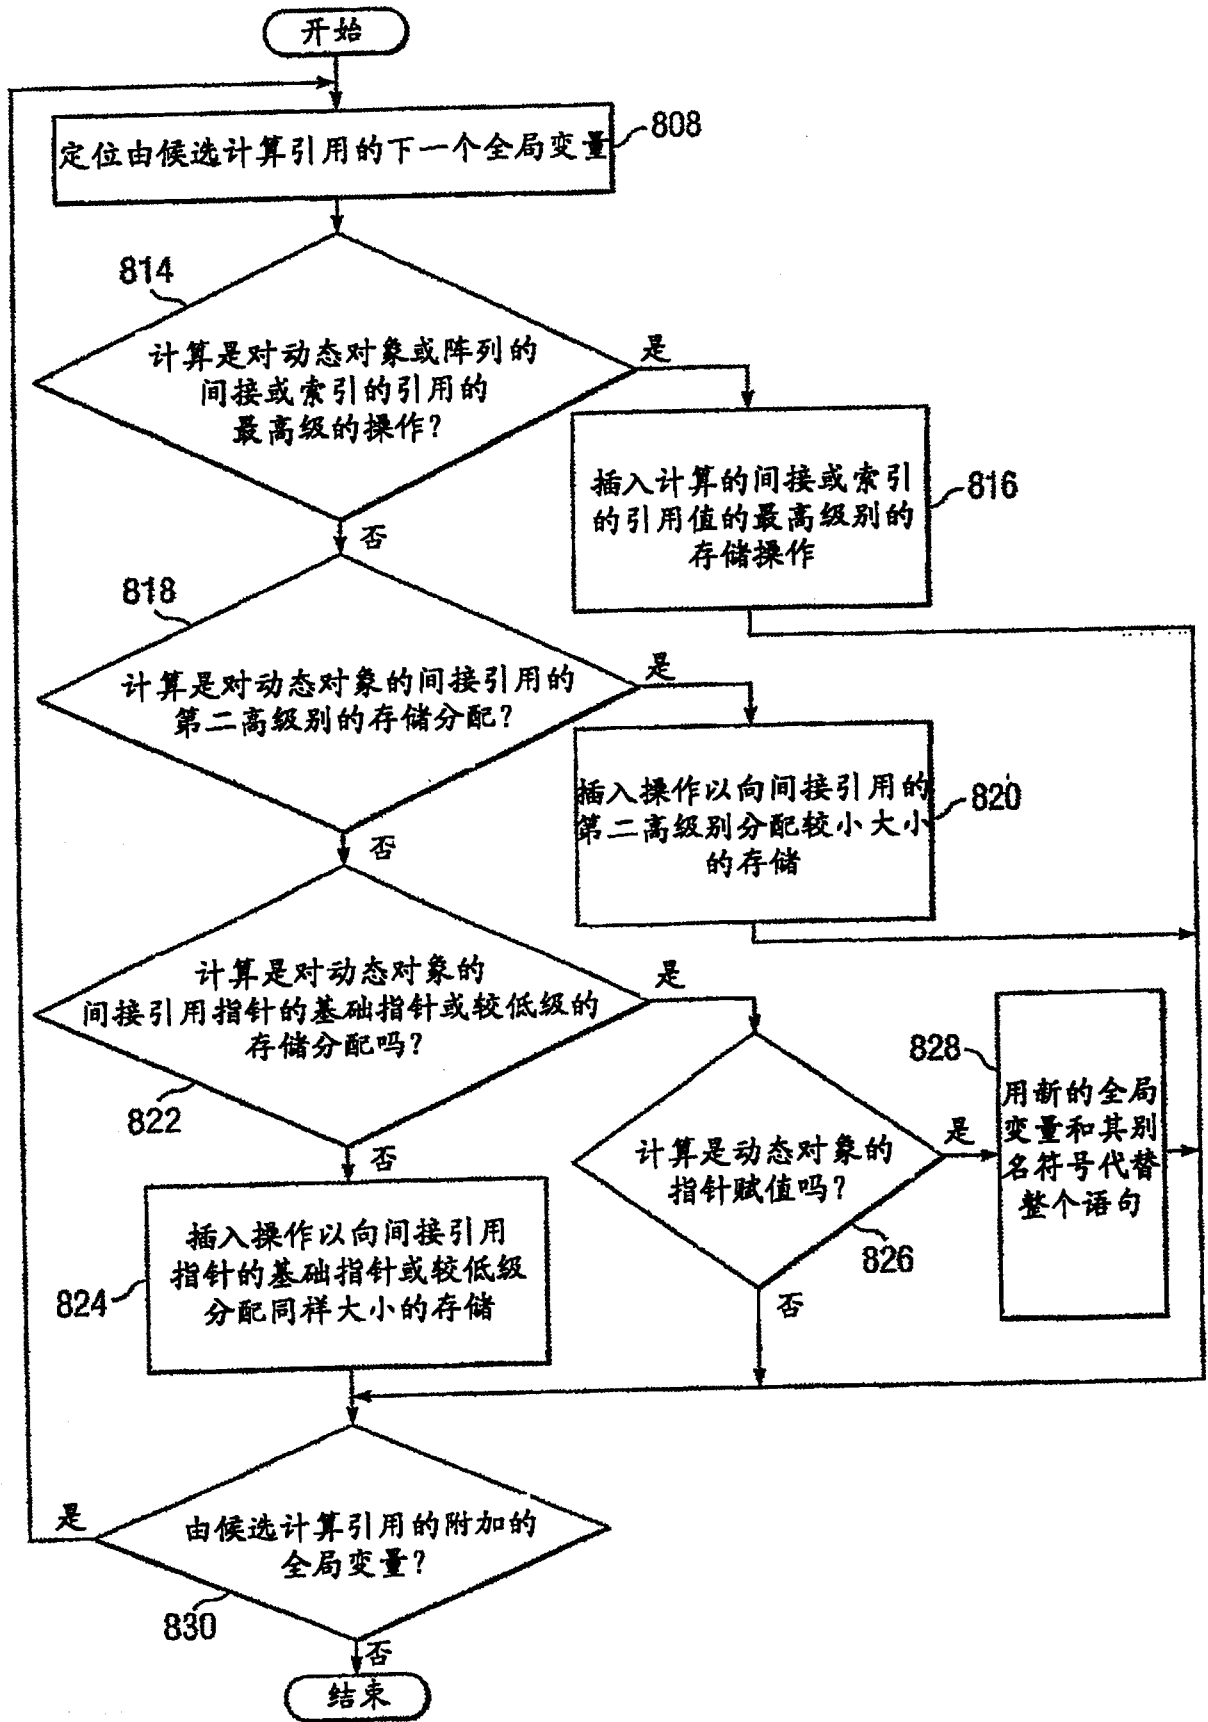 开始
定位由候选计算引用的下一个全局变量
808
814
计算是对动态对象或阵列的
间接或索引的引用的
最高级的操作?
是
插入计算的间接或索引
的引用值的最高级别的
存储操作
816
否
818
计算是对动态对象的间接引用的
第二高级别的存储分配?
是
插入操作以向间接引用的
第二高级别分配较小大小
的存储
820
否
计算是对动态对象的
间接引用指针的基础指针或较低级的
存储分配吗?
822
是
计算是动态对象的
指针赋值吗?
826
是
828
用新的全局
变量和其别
名符号代替
整个语句
否
否
插入操作以向间接引用
指针的基础指针或较低级
分配同样大小的存储
824
由候选计算引用的附加的
全局变量?
830
是
否
结束